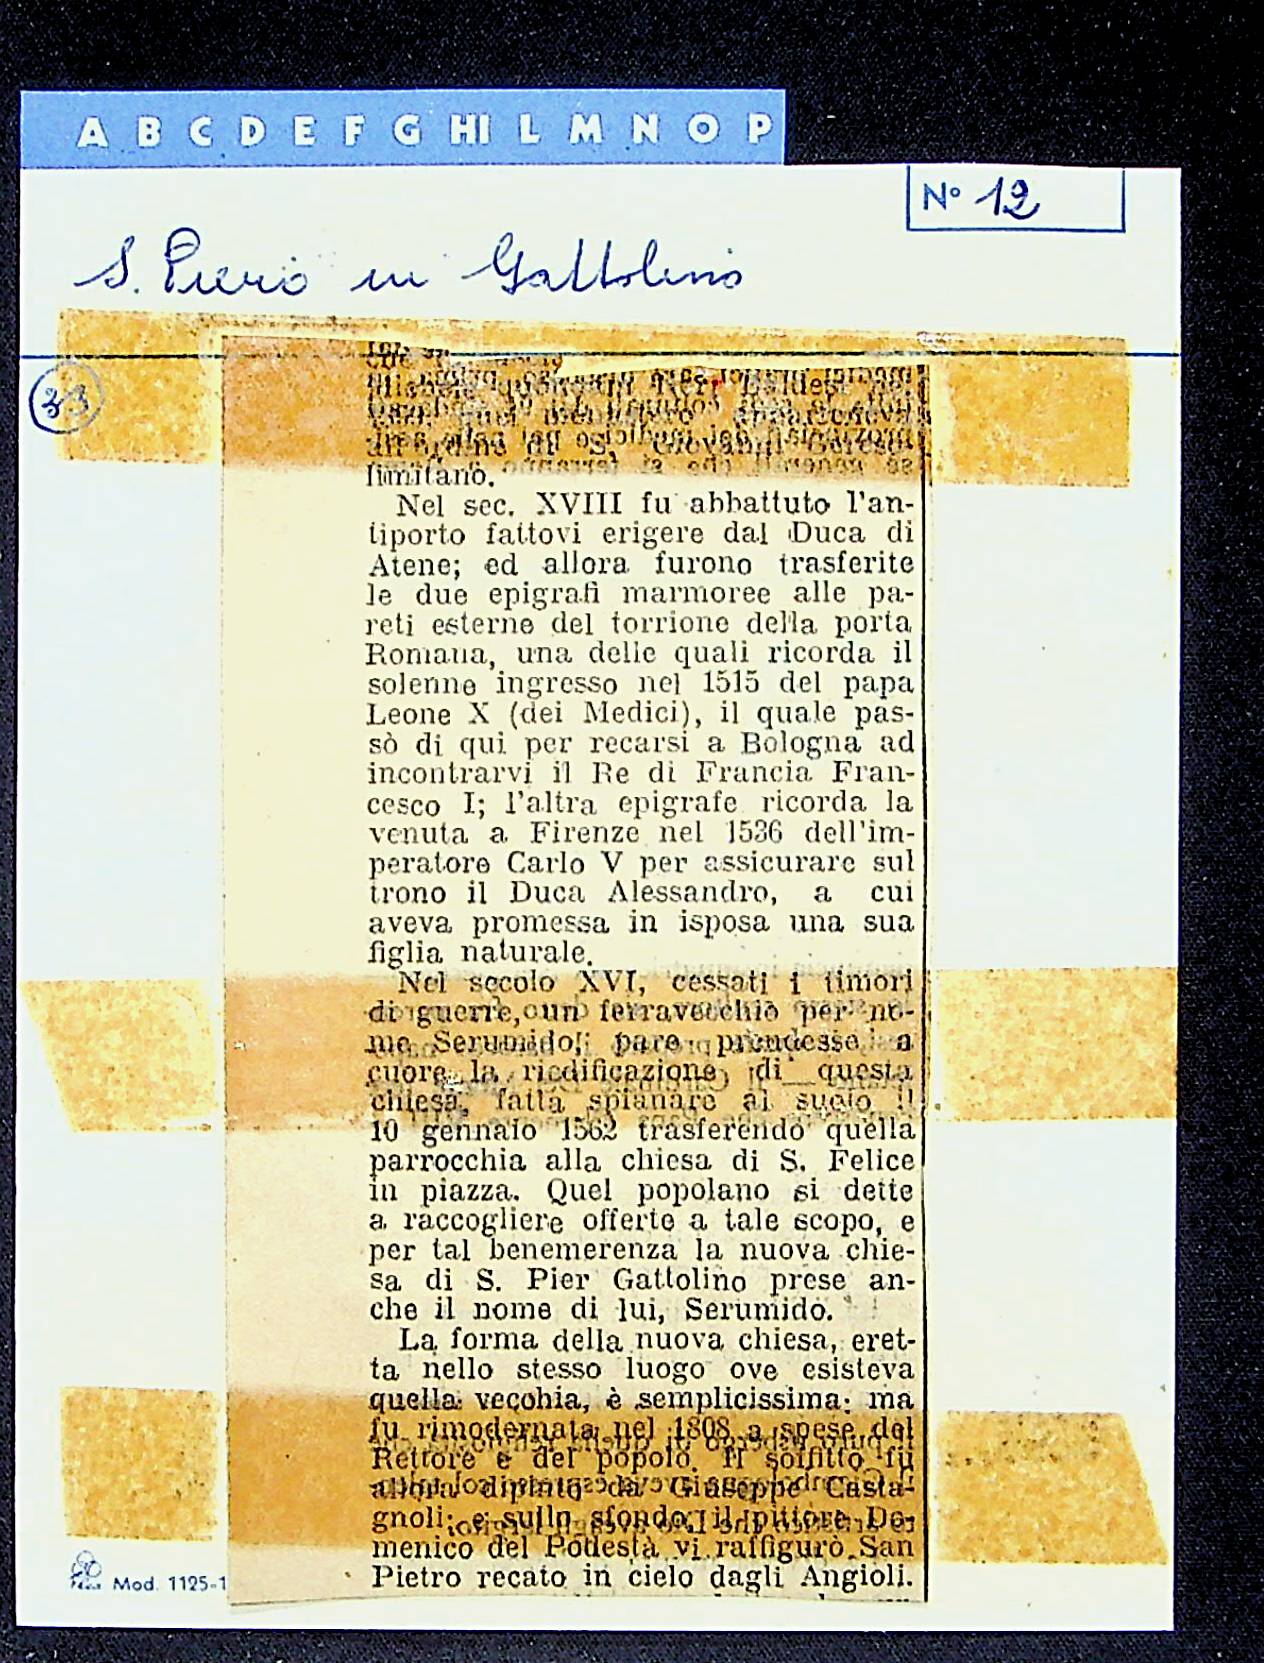 A B C D E F G HI L M N O P
N° 12
S. Piero in Gattolino
33
dell'ordine di S. Giovanni Geroso-
limitano.
Nel sec. XVIII fu abbattuto l'an-
tiporto fattovi erigere dal Duca di
Atene; ed allora furono trasferite
le due epigrafi marmoree alle pa-
reti esterne del torrione della porta
Romana, una delle quali ricorda il
solenne ingresso nel 1515 del papa
Leone X (dei Medici), il quale pas-
sò di qui per recarsi a Bologna ad
incontrarvi il Re di Francia Fran-
cesco I; l'altra epigrafe ricorda la
venuta a Firenze nel 1536 dell'im-
peratore Carlo V per assicurare sul
trono il Duca Alessandro, a cui
aveva promessa in isposa una sua
figlia naturale.
Nel secolo XVI, cessati i timori
di guerre, un ferravecchio per no-
me Serumido, pare prendesse a
cuore la riedificazione di questa
chiesa, fatta spianare al suolo il
10 gennaio 1562 trasferendo quella
parrocchia alla chiesa di S. Felice
in piazza. Quel popolano si dette
a raccogliere offerte a tale scopo, e
per tal benemerenza la nuova chie-
sa di S. Pier Gattolino prese an-
che il nome di lui, Serumido.
La forma della nuova chiesa, eret-
ta nello stesso luogo ove esisteva
quella vecchia, è semplicissima: ma
fu rimodernata nel 1808 a spese del
Rettore e del popolo. Il soffitto fu
allora dipinto da Giuseppe Casta-
gnoli; e sullo sfondo il pittore Do-
menico del Podestà vi raffigurò San
Pietro recato in cielo dagli Angioli.
Mod. 1125-1